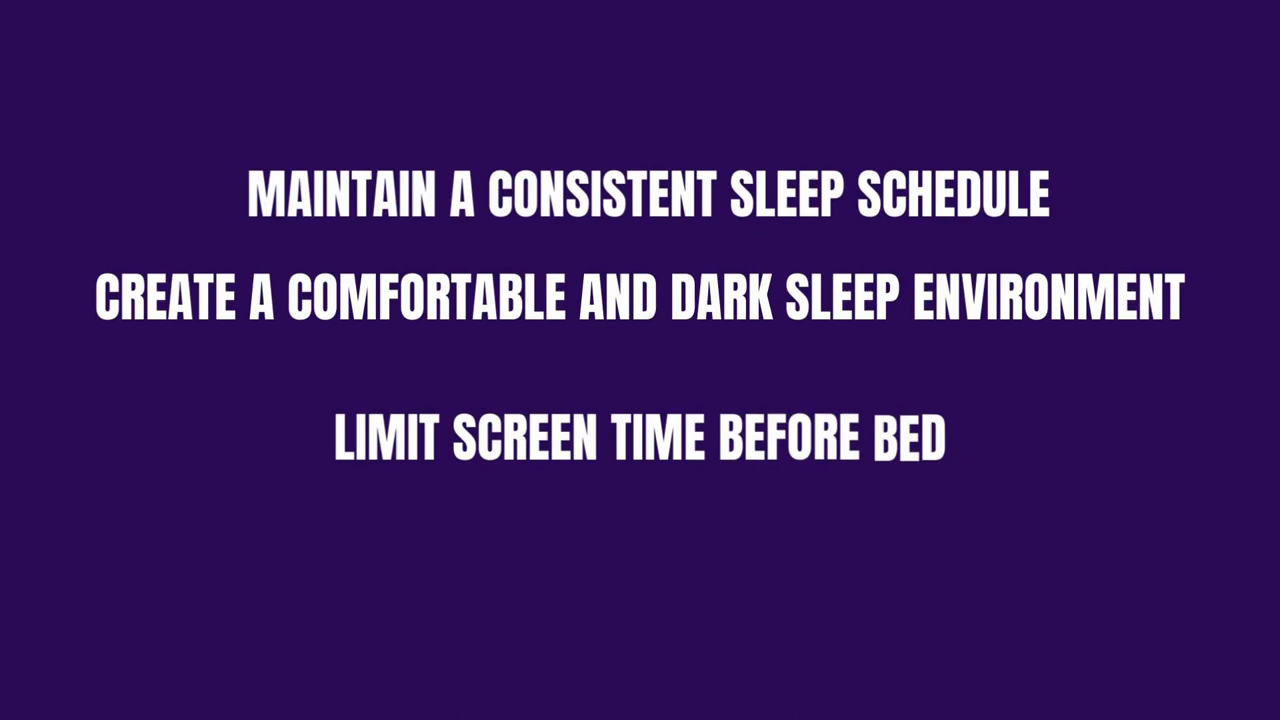 MAINTAIN A CONSISTENT SLEEP SCHEDULE
CREATE A COMFORTABLE AND DARK SLEEP ENVIRONMENT
LIMIT SCREEN TIME BEFORE BED